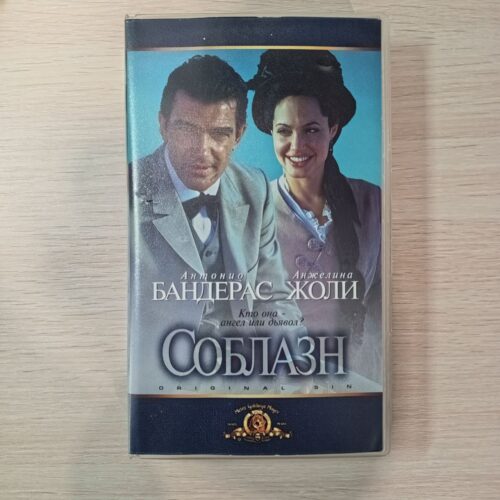 Антонио Анжелина
БАНДЕРАС ЖОЛИ
Кто она -
ангел или дьявол?
СОБЛАЗН
ORIGINAL SIN